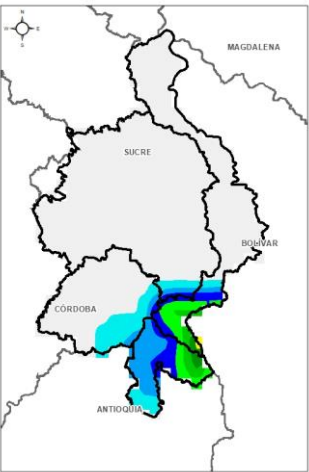 N
W
E
S
MAGDALENA
SUCRE
BOLÍVAR
CÓRDOBA
ANTIOQUIA